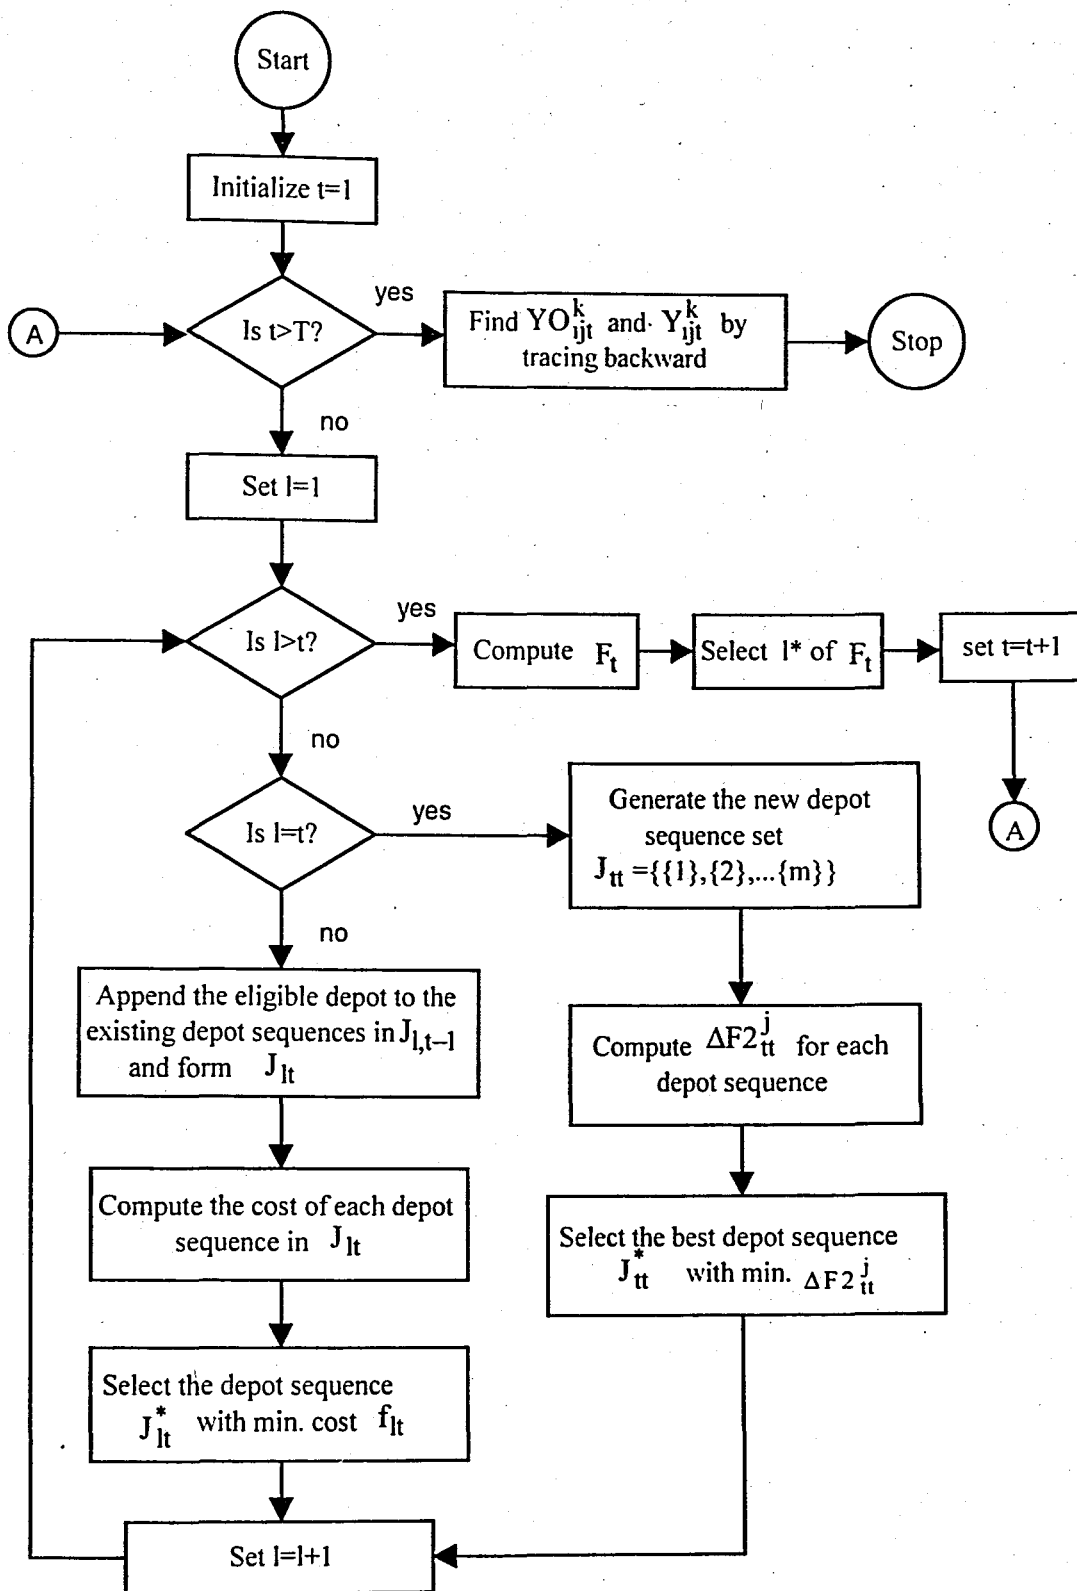 Start
Initialize t=1
Is t>T?
yes
Find YO^k_ijt and Y^k_ijt by
tracing backward
Stop
A
no
Set l=1
Is l>t?
yes
Compute F_t
Select l* of F_t
set t=t+1
A
no
Is l=t?
yes
Generate the new depot
sequence set
J_tt ={{1},{2},...{m}}
no
Append the eligible depot to the
existing depot sequences in J_l,t-1
and form J_lt
Compute ΔF2^j_tt for each
depot sequence
Compute the cost of each depot
sequence in J_lt
Select the best depot sequence
J^*_tt with min. ΔF2^j_tt
Select the depot sequence
J^*_lt with min. cost f_lt
Set l=l+1